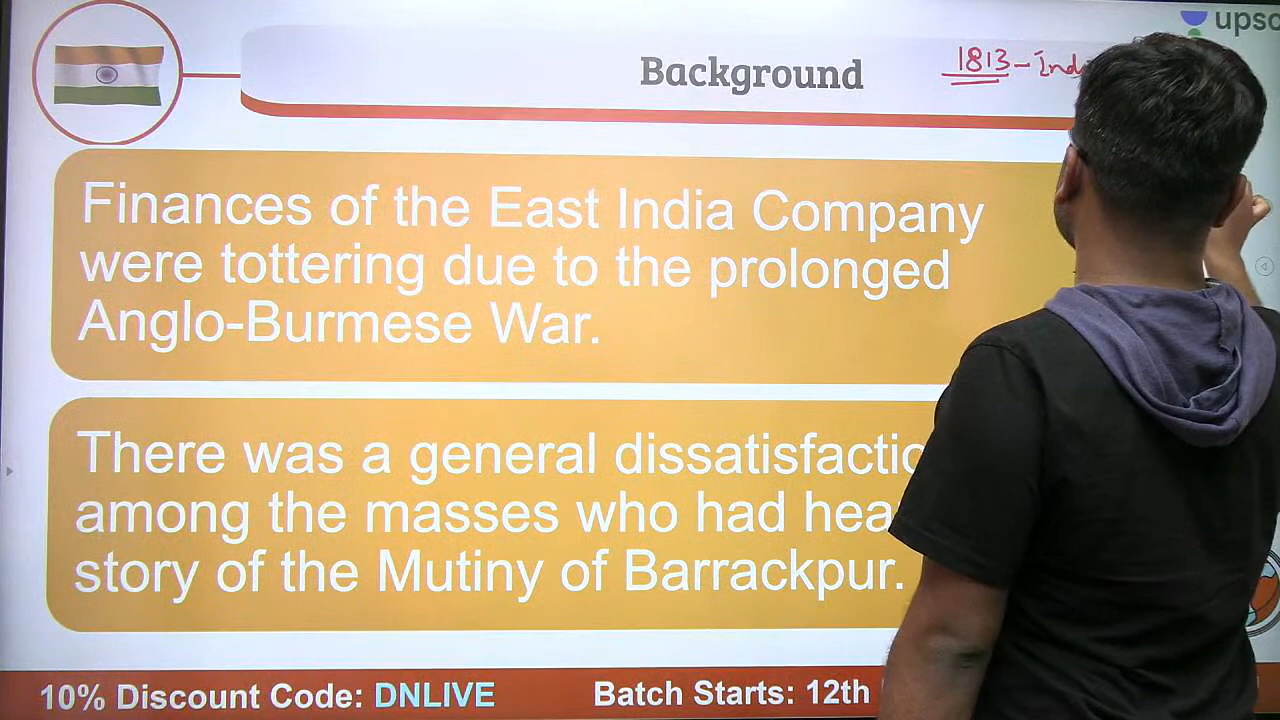 upsc
Background
1813 - Ind
Finances of the East India Company
were tottering due to the prolonged
Anglo-Burmese War.
There was a general dissatisfactio
among the masses who had hea
story of the Mutiny of Barrackpur.
10% Discount Code: DNLIVE
Batch Starts: 12th